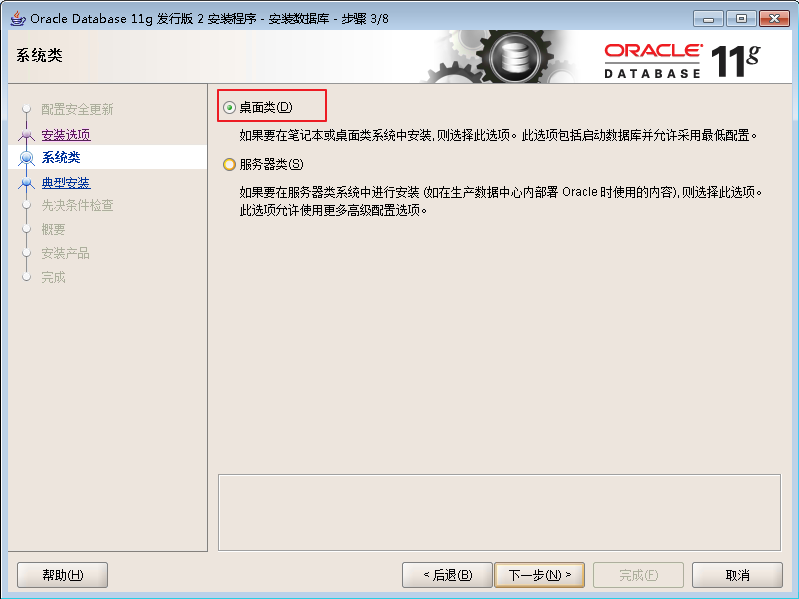 Oracle Database 11g 发行版 2 安装程序 - 安装数据库 - 步骤 3/8
系统类
ORACLE®
DATABASE
11g
配置安全更新
安装选项
系统类
典型安装
先决条件检查
概要
安装产品
完成
桌面类(D)
如果要在笔记本或桌面类系统中安装,则选择此选项。此选项包括启动数据库并允许采用最低配置。
服务器类(S)
如果要在服务器类系统中进行安装 (如在生产数据中心内部署 Oracle 时使用的内容),则选择此选项。
此选项允许使用更多高级配置选项。
帮助(H)
< 后退(B)
下一步(N) >
完成(F)
取消